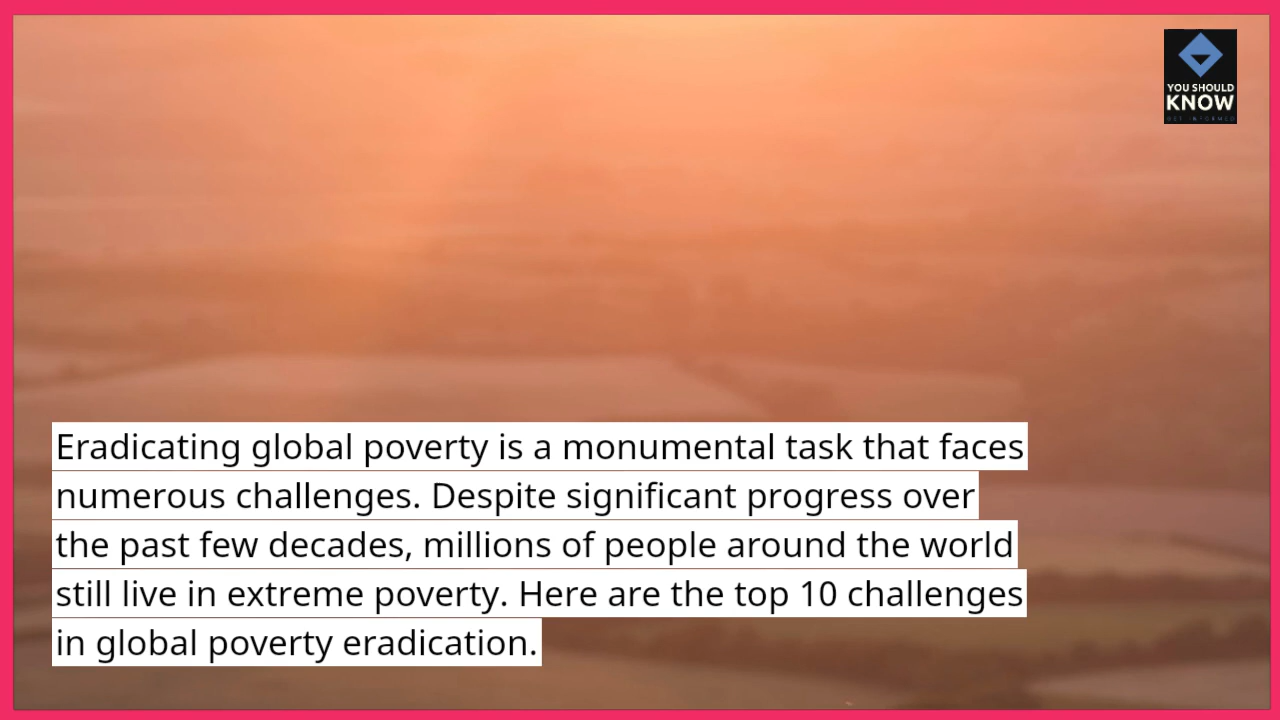 YOU SHOULD
KNOW
GET INFORMED
Eradicating global poverty is a monumental task that faces
numerous challenges. Despite significant progress over
the past few decades, millions of people around the world
still live in extreme poverty. Here are the top 10 challenges
in global poverty eradication.